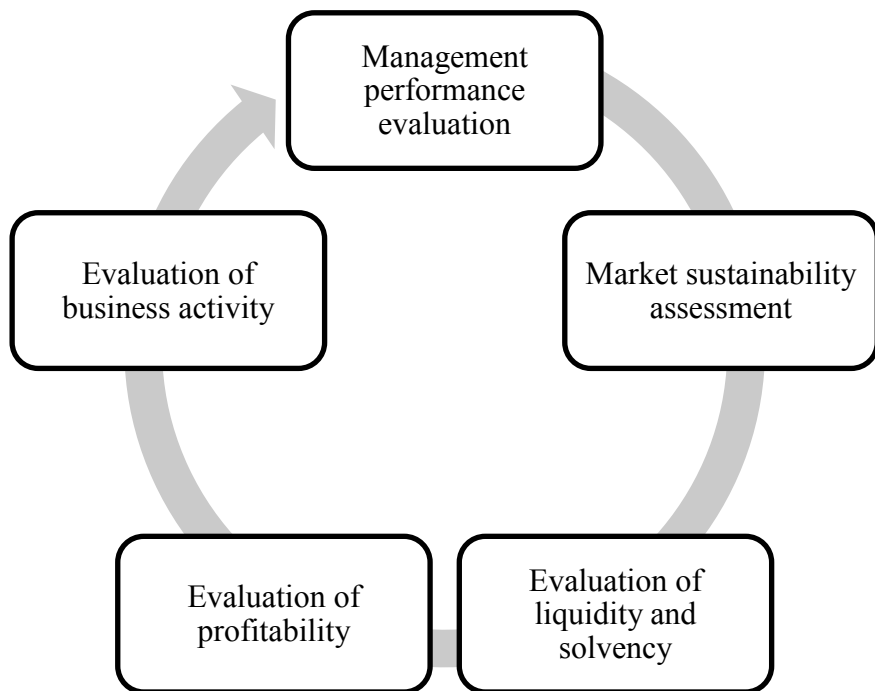 Management
performance
evaluation
Market sustainability
assessment
Evaluation of
liquidity and
solvency
Evaluation of
profitability
Evaluation of
business activity